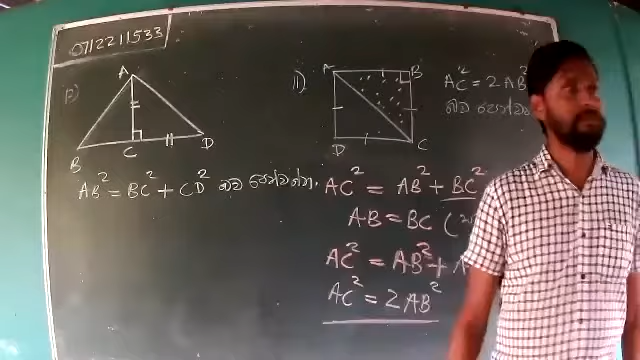 0712211533
A
B
C
D
AB² = BC² + CD² බව පෙන්වන්න.
ii)
A
B
D
C
AC² = 2AB²
බව පෙන්වන්න
AC² = AB² + BC²
AB = BC (
AC² = AB² + A
AC² = 2AB²